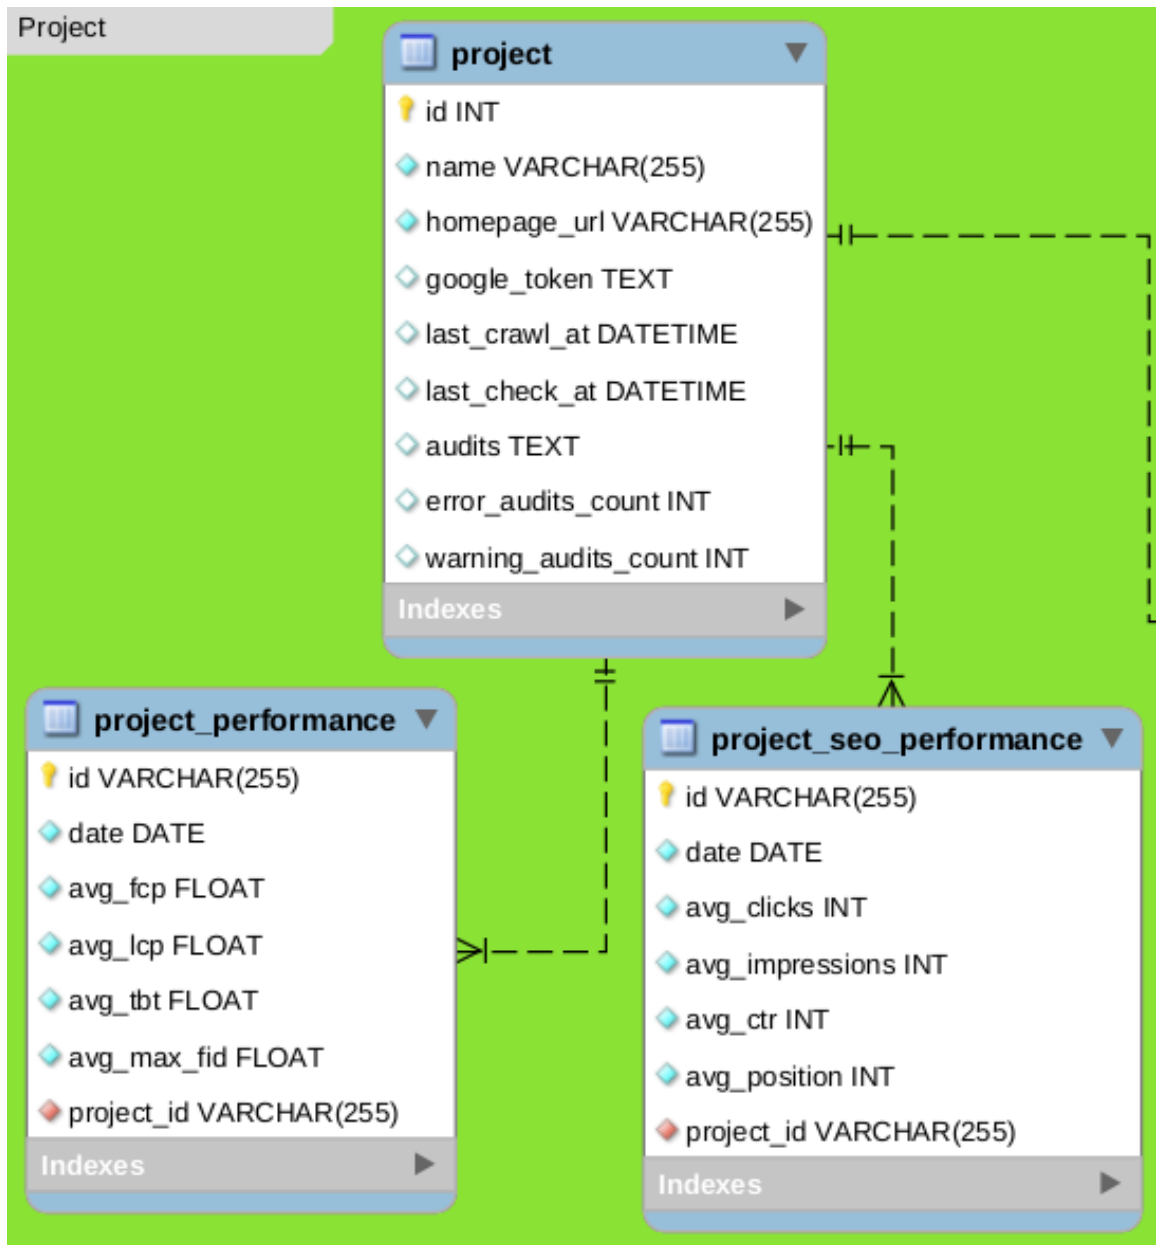 Project
project
id INT
name VARCHAR(255)
homepage_url VARCHAR(255)
google_token TEXT
last_crawl_at DATETIME
last_check_at DATETIME
audits TEXT
error_audits_count INT
warning_audits_count INT
Indexes
project_performance
id VARCHAR(255)
date DATE
avg_fcp FLOAT
avg_lcp FLOAT
avg_tbt FLOAT
avg_max_fid FLOAT
project_id VARCHAR(255)
Indexes
project_seo_performance
id VARCHAR(255)
date DATE
avg_clicks INT
avg_impressions INT
avg_ctr INT
avg_position INT
project_id VARCHAR(255)
Indexes